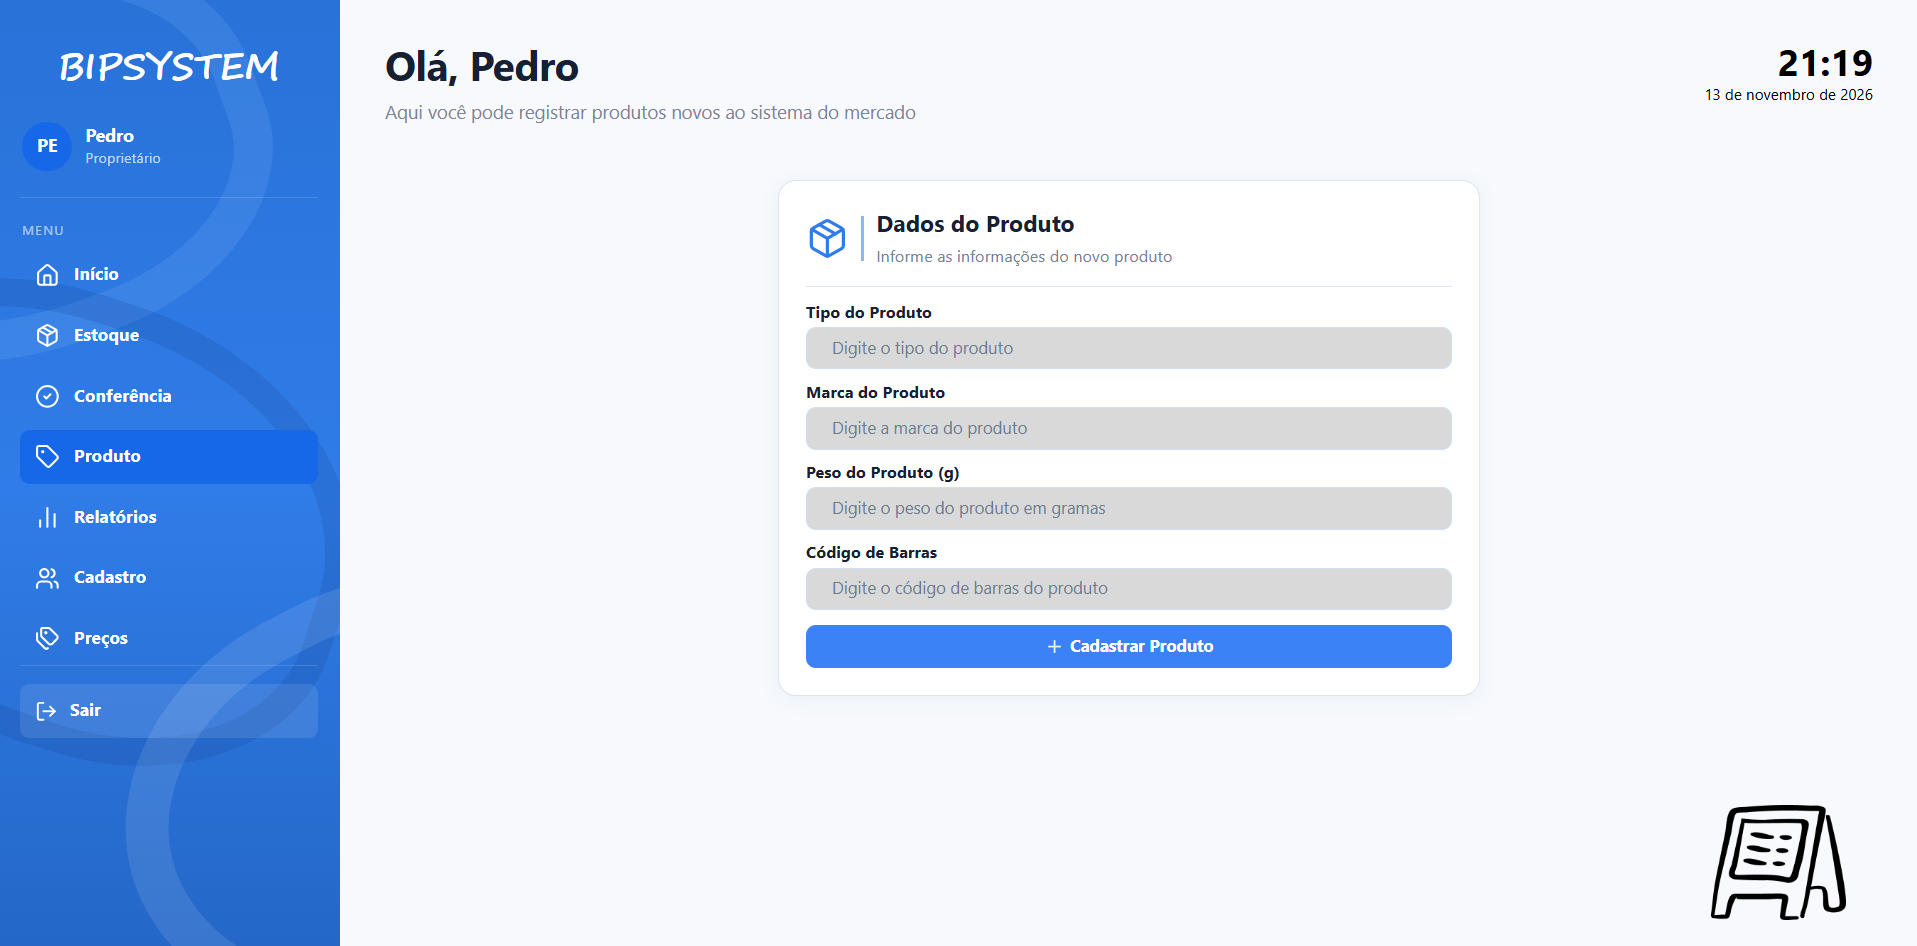 BIPSYSTEM
PE
Pedro
Proprietário
MENU
Início
Estoque
Conferência
Produto
Relatórios
Cadastro
Preços
Sair
Olá, Pedro
Aqui você pode registrar produtos novos ao sistema do mercado
21:19
13 de novembro de 2026
Dados do Produto
Informe as informações do novo produto
Tipo do Produto
Digite o tipo do produto
Marca do Produto
Digite a marca do produto
Peso do Produto (g)
Digite o peso do produto em gramas
Código de Barras
Digite o código de barras do produto
+ Cadastrar Produto